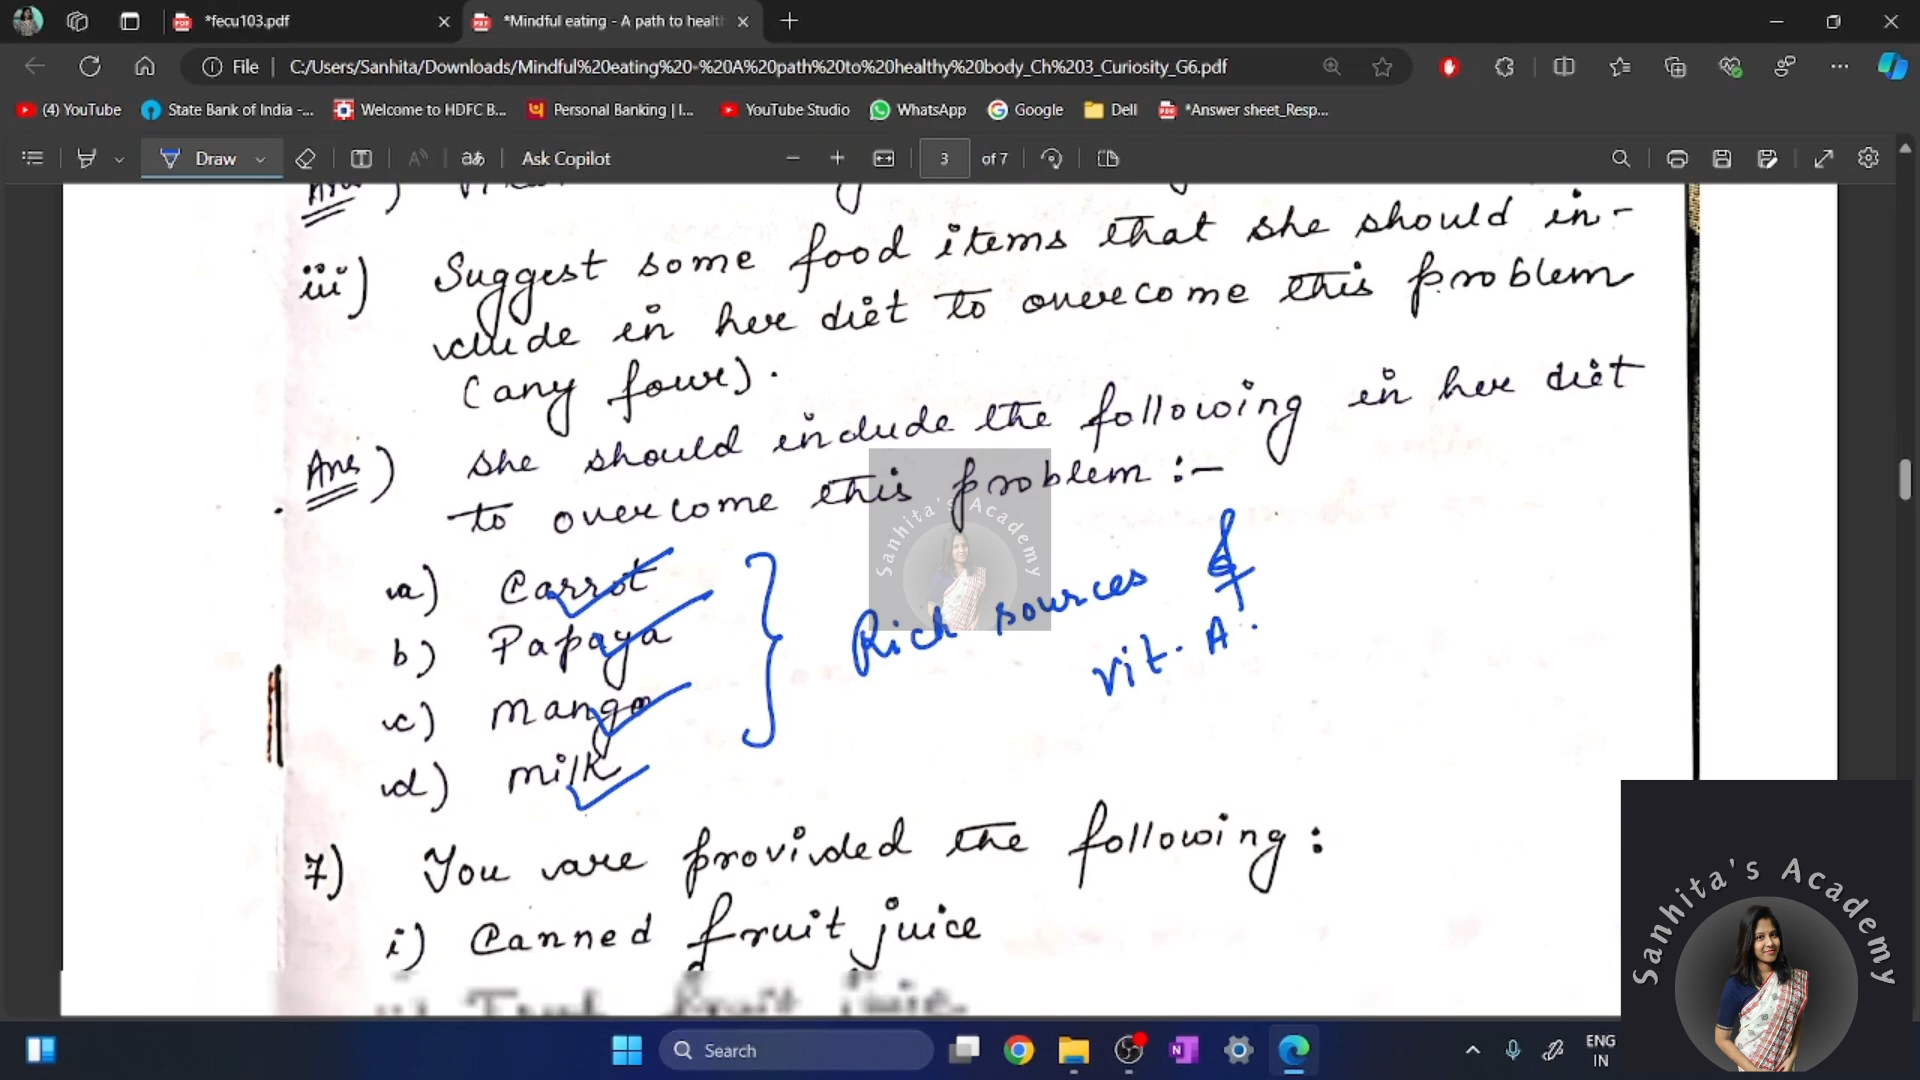 *fecu103.pdf
*Mindful eating - A path to healt
File
C:/Users/Sanhita/Downloads/Mindful%20eating%20-%20A%20path%20to%20healthy%20body_Ch%203_Curiosity_G6.pdf
(4) YouTube
State Bank of India -...
Welcome to HDFC B...
Personal Banking | I...
YouTube Studio
WhatsApp
Google
Dell
*Answer sheet_Resp...
Draw
Ask Copilot
3 of 7
iii) Suggest some food items that she should in-
clude in her diet to overcome this problem
(any four).
Ans) she should include the following in her diet
to overcome this problem :-
a) Carrot
b) Papaya
c) Mango
d) Milk
Rich sources of
vit. A.
7) You are provided the following :
i) Canned fruit juice
Sanhita's Academy
Sanhita's Academy
Search
ENG
IN